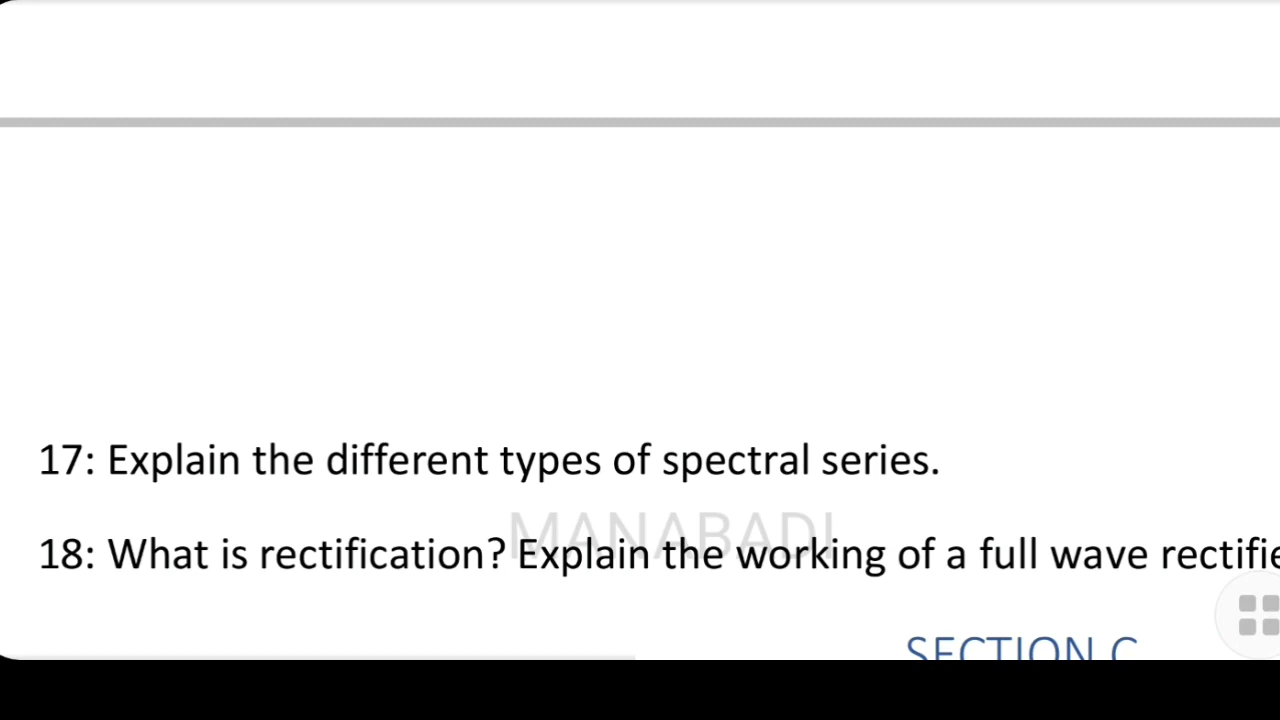 17: Explain the different types of spectral series.
MANABADI
18: What is rectification? Explain the working of a full wave
SECTION C